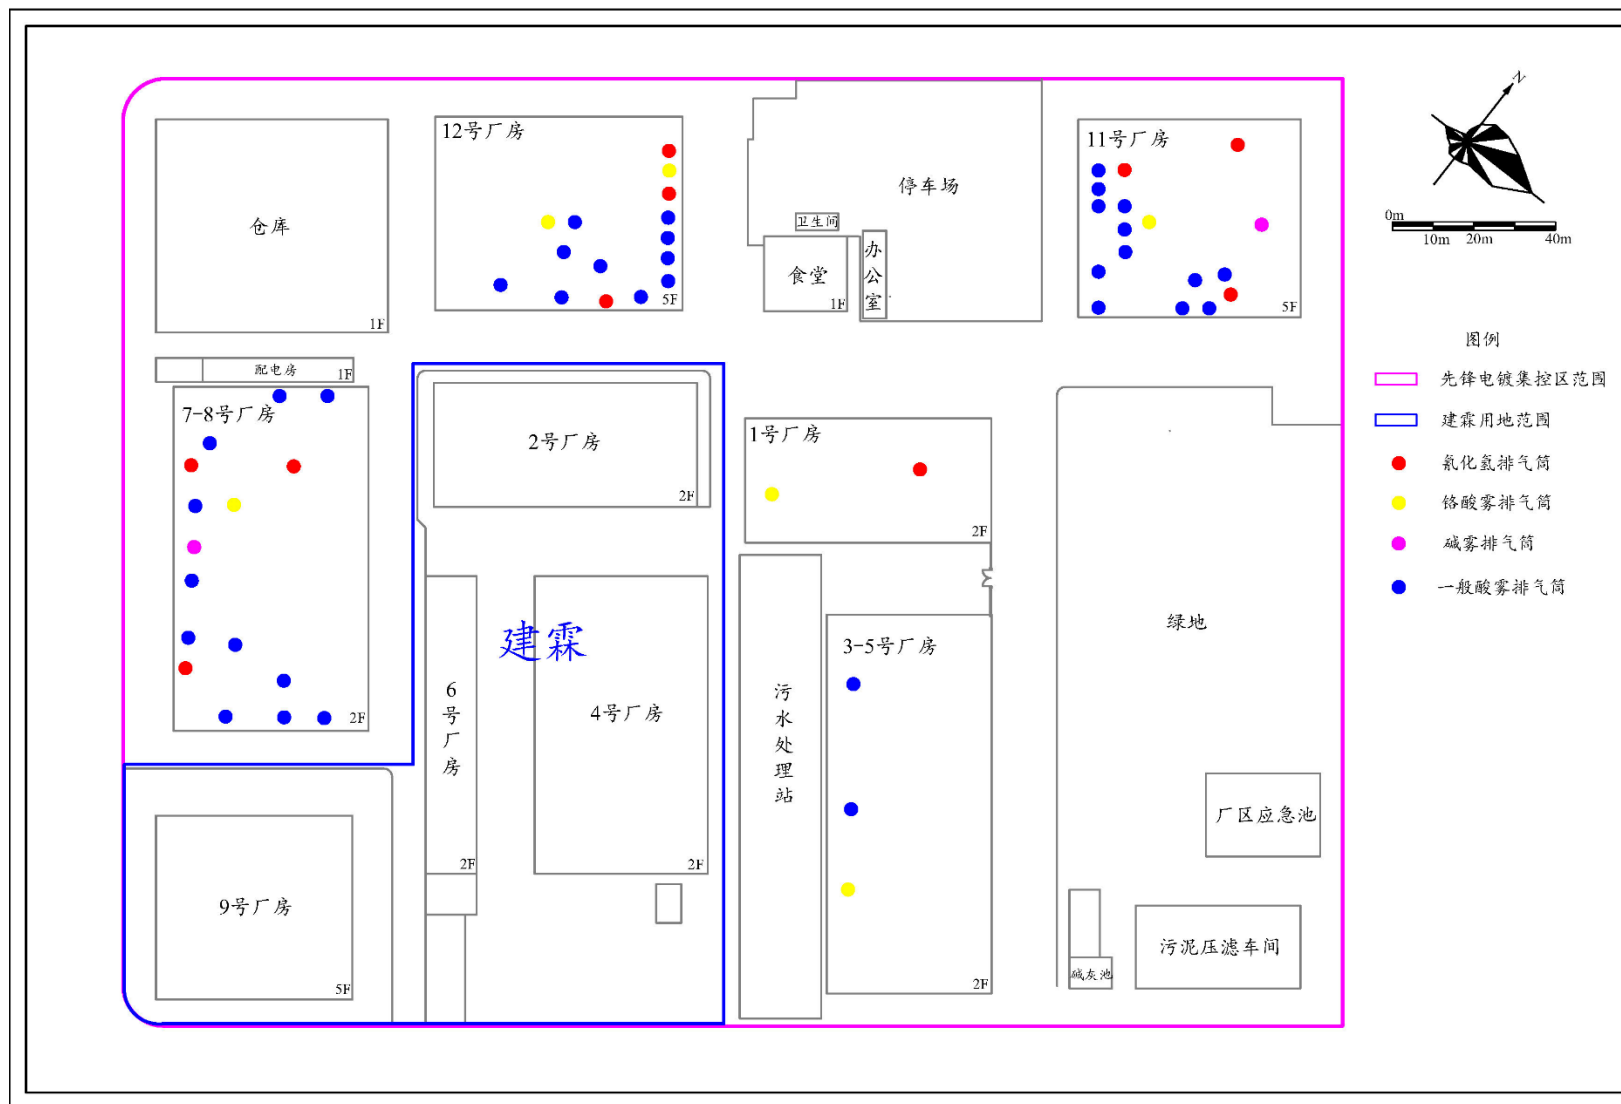 12号厂房
11号厂房
N
仓库
停车场
卫生间
食堂
办公室
1F
1F
5F
5F
0m
10m
20m
40m
配电房
1F
7-8号厂房
2F
2号厂房
2F
1号厂房
2F
建霖
6号厂房
2F
4号厂房
2F
污水处理站
3-5号厂房
2F
绿地
厂区应急池
9号厂房
5F
碱灰池
污泥压滤车间
图例
先锋电镀集控区范围
建霖用地范围
氰化氢排气筒
铬酸雾排气筒
碱雾排气筒
一般酸雾排气筒